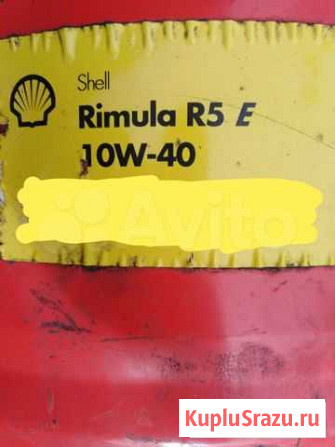 Shell
Rimula R5 E
10W-40
Avito
KupluSrazu.ru